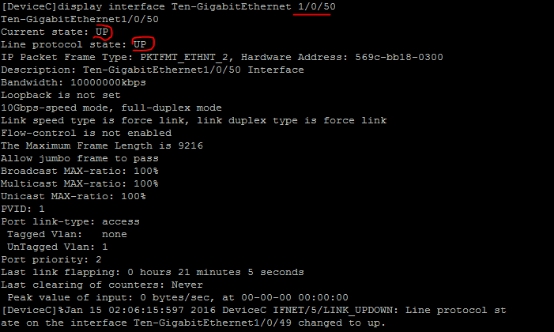 [DeviceC]display interface Ten-GigabitEthernet 1/0/50
Ten-GigabitEthernet1/0/50
Current state: UP
Line protocol state: UP
IP Packet Frame Type: PKTFMT_ETHNT_2, Hardware Address: 569c-bb18-0300
Description: Ten-GigabitEthernet1/0/50 Interface
Bandwidth: 10000000kbps
Loopback is not set
10Gbps-speed mode, full-duplex mode
Link speed type is force link, link duplex type is force link
Flow-control is not enabled
The Maximum Frame Length is 9216
Allow jumbo frame to pass
Broadcast MAX-ratio: 100%
Multicast MAX-ratio: 100%
Unicast MAX-ratio: 100%
PVID: 1
Port link-type: access
 Tagged Vlan:   none
 UnTagged Vlan: 1
Port priority: 2
Last link flapping: 0 hours 21 minutes 5 seconds
Last clearing of counters: Never
 Peak value of input: 0 bytes/sec, at 00-00-00 00:00:00
[DeviceC]%Jan 15 02:06:15:597 2016 DeviceC IFNET/5/LINK_UPDOWN: Line protocol st
ate on the interface Ten-GigabitEthernet1/0/49 changed to up.